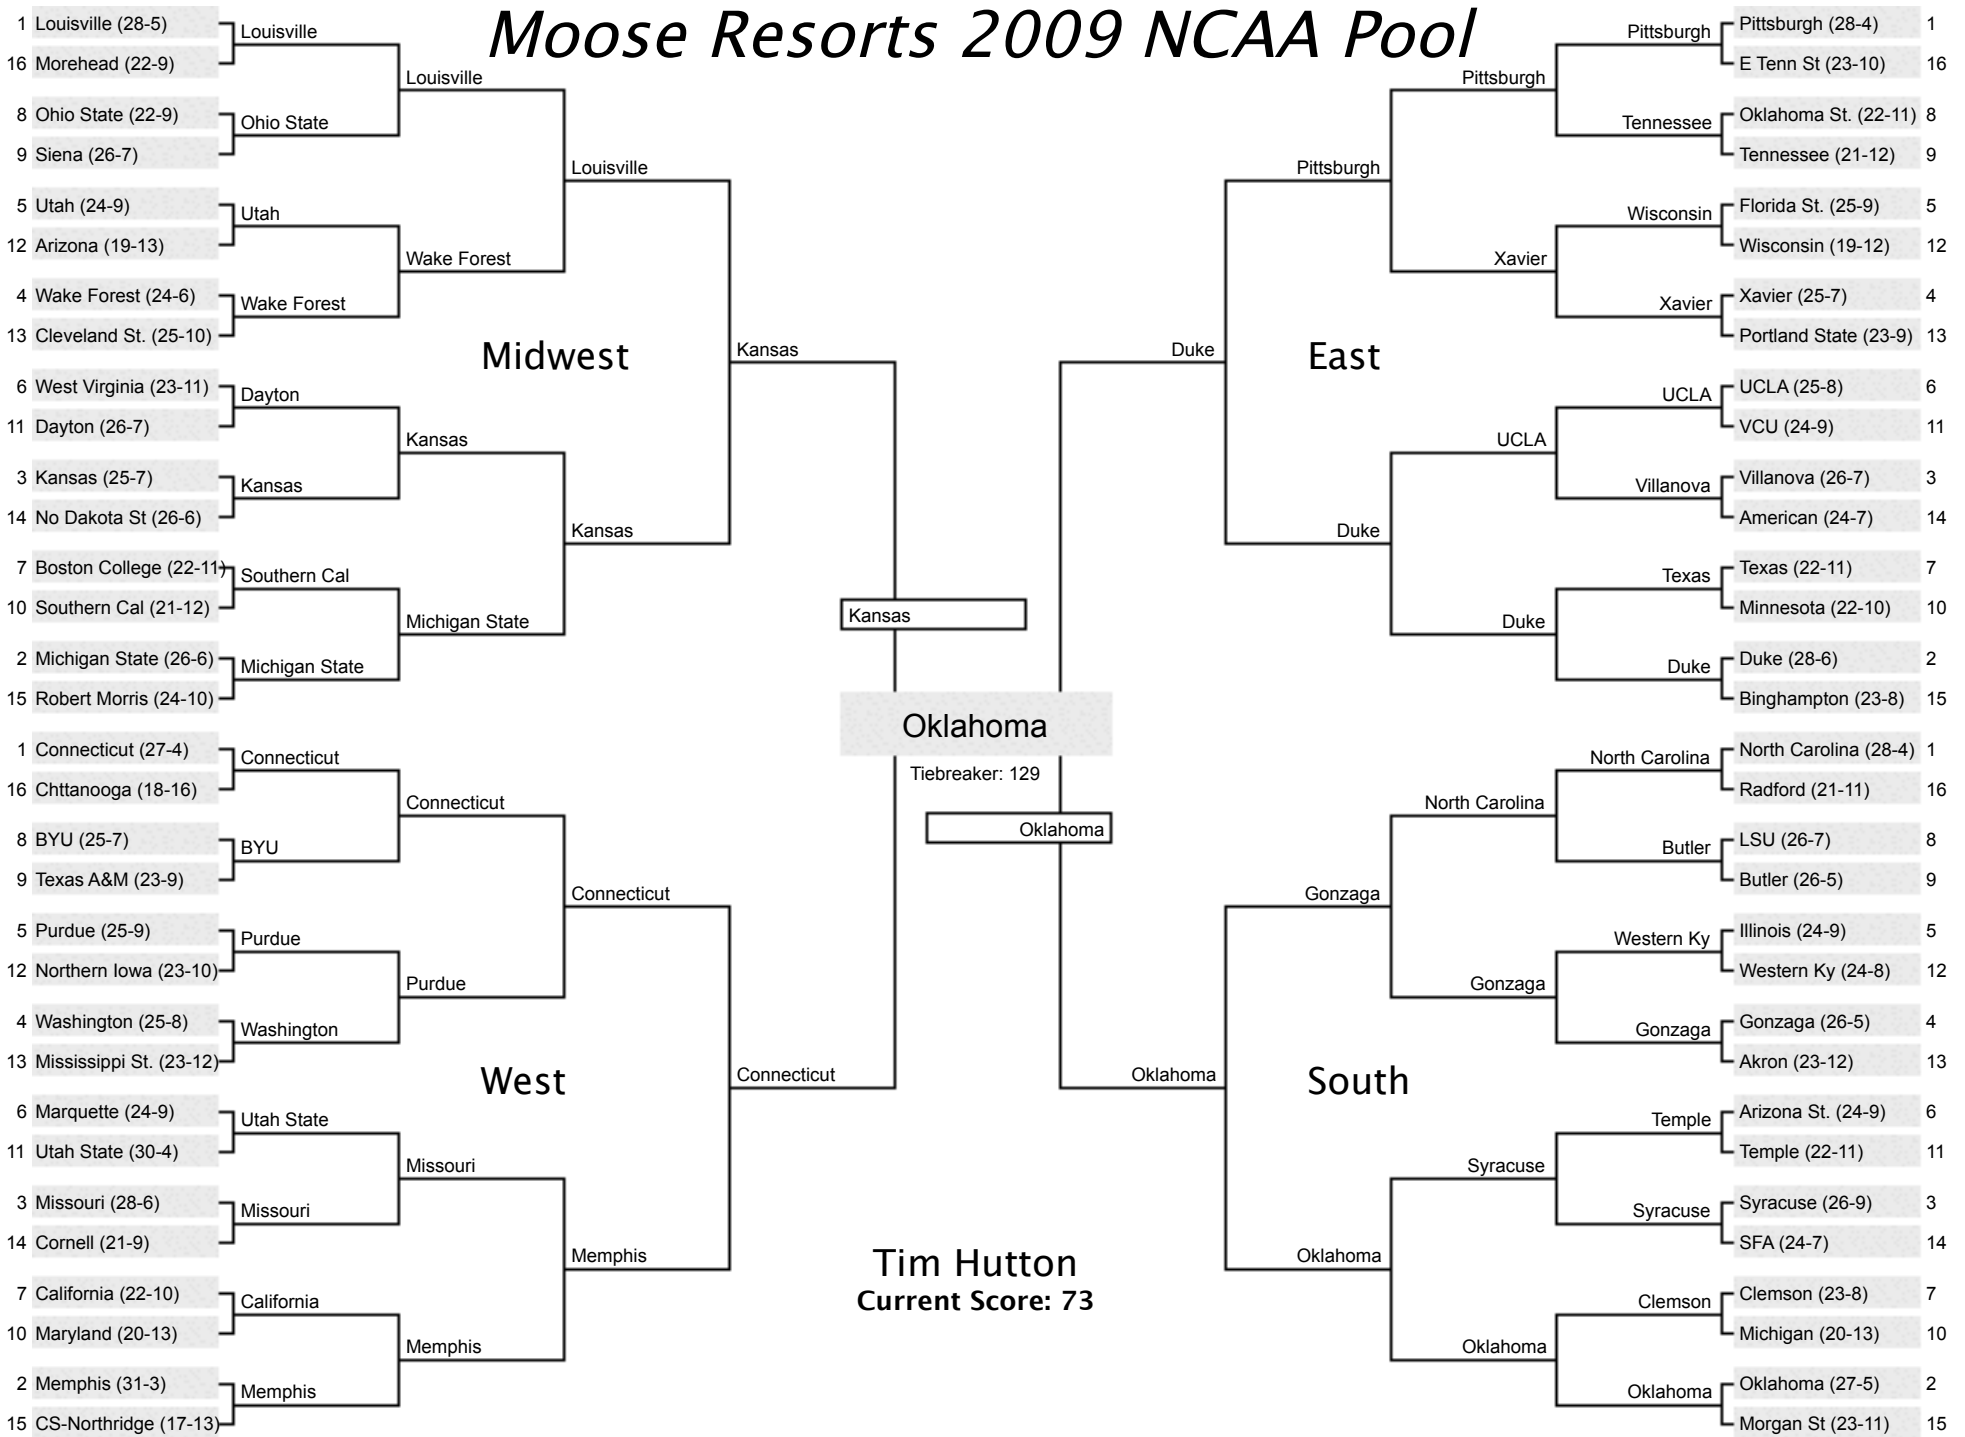 Moose Resorts 2009 NCAA Pool
1 Louisville (28-5)
16 Morehead (22-9)
8 Ohio State (22-9)
9 Siena (26-7)
5 Utah (24-9)
12 Arizona (19-13)
4 Wake Forest (24-6)
13 Cleveland St. (25-10)
6 West Virginia (23-11)
11 Dayton (26-7)
3 Kansas (25-7)
14 No Dakota St (26-6)
7 Boston College (22-11)
10 Southern Cal (21-12)
2 Michigan State (26-6)
15 Robert Morris (24-10)
Louisville
Ohio State
Utah
Wake Forest
Dayton
Kansas
Southern Cal
Michigan State
Louisville
Wake Forest
Kansas
Michigan State
Louisville
Kansas
Kansas
Midwest
1 Connecticut (27-4)
16 Chttanooga (18-16)
8 BYU (25-7)
9 Texas A&M (23-9)
5 Purdue (25-9)
12 Northern Iowa (23-10)
4 Washington (25-8)
13 Mississippi St. (23-12)
6 Marquette (24-9)
11 Utah State (30-4)
3 Missouri (28-6)
14 Cornell (21-9)
7 California (22-10)
10 Maryland (20-13)
2 Memphis (31-3)
15 CS-Northridge (17-13)
Connecticut
BYU
Purdue
Washington
Utah State
Missouri
California
Memphis
Connecticut
Purdue
Missouri
Memphis
Connecticut
Memphis
Connecticut
West
Kansas
Oklahoma
Tiebreaker: 129
Oklahoma
Tim Hutton
Current Score: 73
Pittsburgh (28-4) 1
E Tenn St (23-10) 16
Oklahoma St. (22-11) 8
Tennessee (21-12) 9
Florida St. (25-9) 5
Wisconsin (19-12) 12
Xavier (25-7) 4
Portland State (23-9) 13
UCLA (25-8) 6
VCU (24-9) 11
Villanova (26-7) 3
American (24-7) 14
Texas (22-11) 7
Minnesota (22-10) 10
Duke (28-6) 2
Binghampton (23-8) 15
Pittsburgh
Tennessee
Wisconsin
Xavier
UCLA
Villanova
Texas
Duke
Pittsburgh
Xavier
UCLA
Duke
Pittsburgh
Duke
Duke
East
North Carolina (28-4) 1
Radford (21-11) 16
LSU (26-7) 8
Butler (26-5) 9
Illinois (24-9) 5
Western Ky (24-8) 12
Gonzaga (26-5) 4
Akron (23-12) 13
Arizona St. (24-9) 6
Temple (22-11) 11
Syracuse (26-9) 3
SFA (24-7) 14
Clemson (23-8) 7
Michigan (20-13) 10
Oklahoma (27-5) 2
Morgan St (23-11) 15
North Carolina
Butler
Western Ky
Gonzaga
Temple
Syracuse
Clemson
Oklahoma
North Carolina
Gonzaga
Syracuse
Oklahoma
Gonzaga
Oklahoma
Oklahoma
South